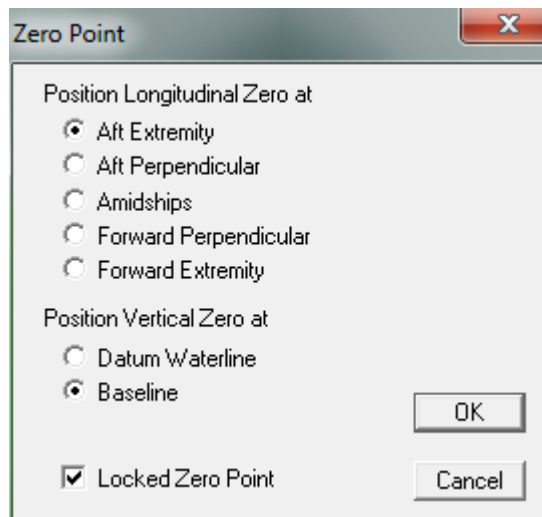 Zero Point
Position Longitudinal Zero at
Aft Extremity
Aft Perpendicular
Amidships
Forward Perpendicular
Forward Extremity
Position Vertical Zero at
Datum Waterline
Baseline
OK
Locked Zero Point
Cancel